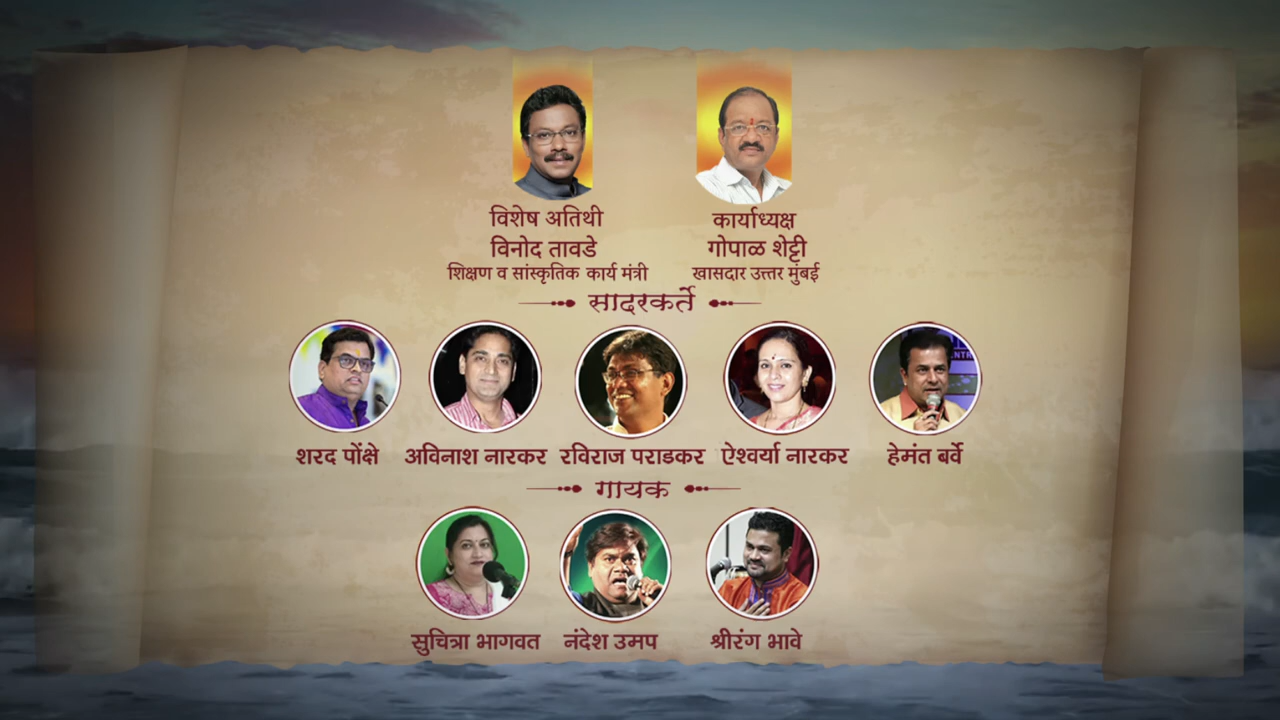 विशेष अतिथी
विनोद तावडे
शिक्षण व सांस्कृतिक कार्य मंत्री
कार्याध्यक्ष
गोपाळ शेट्टी
खासदार उत्तर मुंबई
सादरकर्ते
शरद पोंक्षे अविनाश नारकर रविराज पराडकर ऐश्वर्या नारकर हेमंत बर्वे
गायक
सुचित्रा भागवत नंदेश उमप श्रीरंग भावे